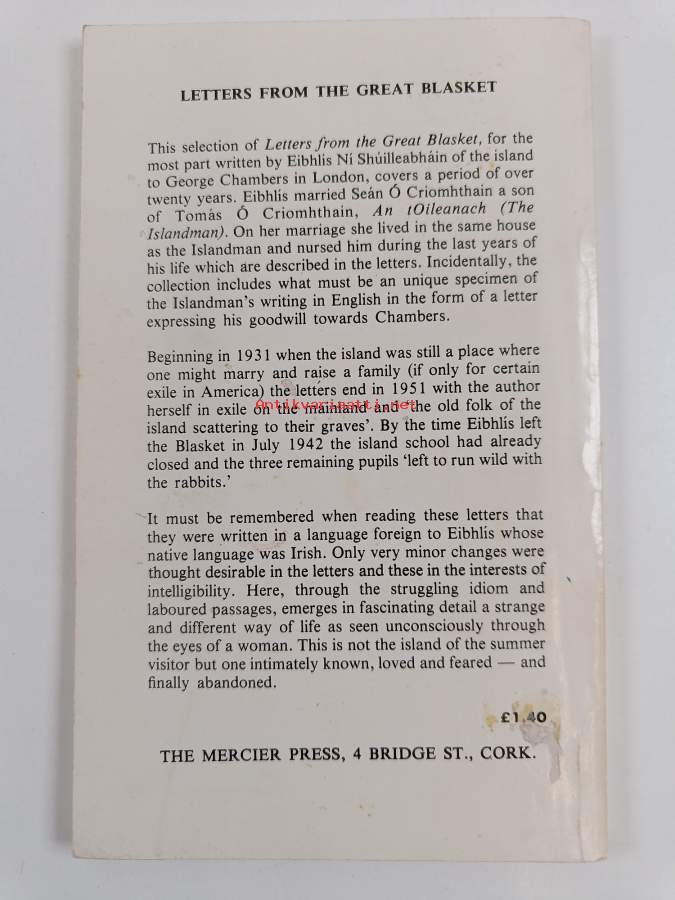 LETTERS FROM THE GREAT BLASKET
This selection of Letters from the Great Blasket, for the
most part written by Eibhlís Ní Shúilleabháin of the island
to George Chambers in London, covers a period of over
twenty years. Eibhlís married Seán Ó Criomhthain a son
of Tomás Ó Criomhthain, An tOileanach (The
Islandman). On her marriage she lived in the same house
as the Islandman and nursed him during the last years of
his life which are described in the letters. Incidentally, the
collection includes what must be an unique specimen of
the Islandman's writing in English in the form of a letter
expressing his goodwill towards Chambers.
Beginning in 1931 when the island was still a place where
one might marry and raise a family (if only for certain
exile in America) the letters end in 1951 with the author
herself in exile on the mainland and 'the old folk of the
Antikvariaatti.net
island scattering to their graves'. By the time Eibhlís left
the Blasket in July 1942 the island school had already
closed and the three remaining pupils 'left to run wild with
the rabbits.'
It must be remembered when reading these letters that
they were written in a language foreign to Eibhlís whose
native language was Irish. Only very minor changes were
thought desirable in the letters and these in the interests of
intelligibility. Here, through the struggling idiom and
laboured passages, emerges in fascinating detail a strange
and different way of life as seen unconsciously through
the eyes of a woman. This is not the island of the summer
visitor but one intimately known, loved and feared — and
finally abandoned.
£1.40
THE MERCIER PRESS, 4 BRIDGE ST., CORK.